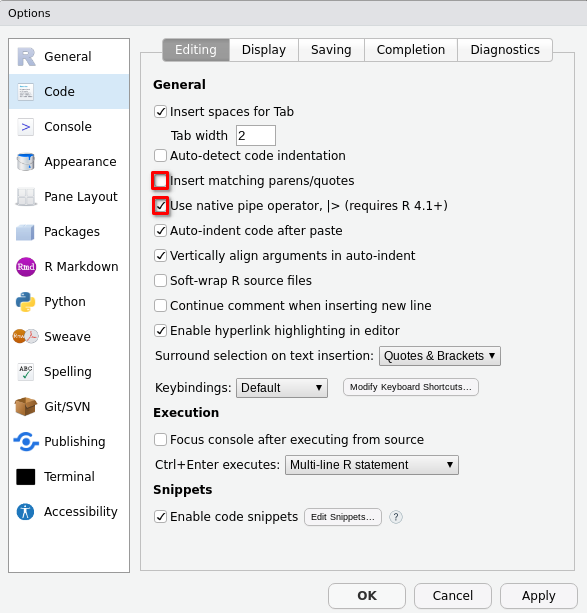 Options
General
Code
Console
Appearance
Pane Layout
Packages
Rmd R Markdown
Python
Sweave
ABC Spelling
Git/SVN
Publishing
Terminal
Accessibility
Editing Display Saving Completion Diagnostics
General
Insert spaces for Tab
Tab width 2
Auto-detect code indentation
Insert matching parens/quotes
Use native pipe operator, |> (requires R 4.1+)
Auto-indent code after paste
Vertically align arguments in auto-indent
Soft-wrap R source files
Continue comment when inserting new line
Enable hyperlink highlighting in editor
Surround selection on text insertion: Quotes & Brackets
Keybindings: Default Modify Keyboard Shortcuts...
Execution
Focus console after executing from source
Ctrl+Enter executes: Multi-line R statement
Snippets
Enable code snippets Edit Snippets... ?
OK Cancel Apply